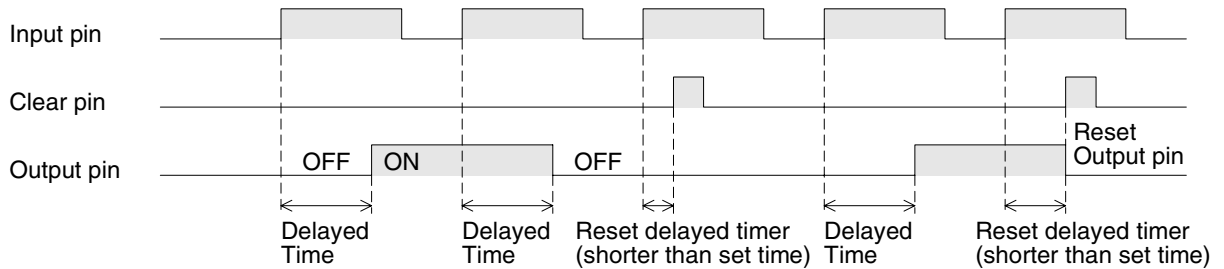 Input pin
Clear pin
Output pin
OFF
ON
OFF
Reset
Output pin
Delayed
Time
Delayed
Time
Reset delayed timer
(shorter than set time)
Delayed
Time
Reset delayed timer
(shorter than set time)